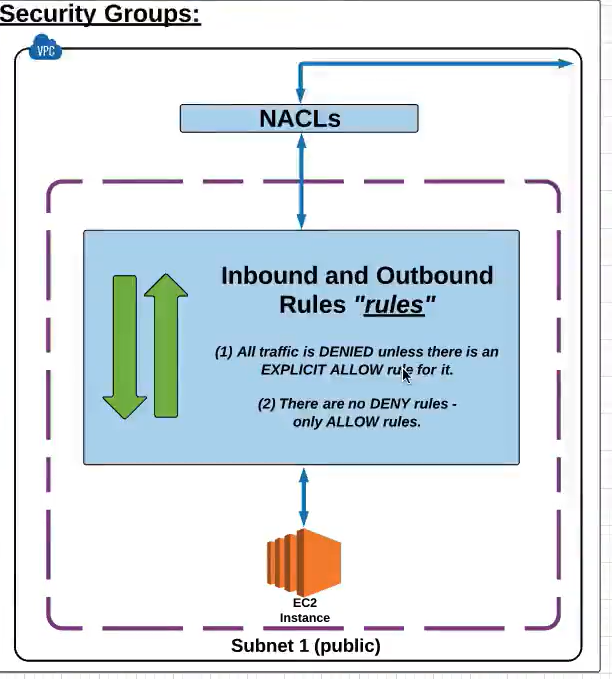 Security Groups:
VPC
NACLs
Inbound and Outbound
Rules "rules"
(1) All traffic is DENIED unless there is an
EXPLICIT ALLOW rule for it.
(2) There are no DENY rules -
only ALLOW rules.
EC2
Instance
Subnet 1 (public)